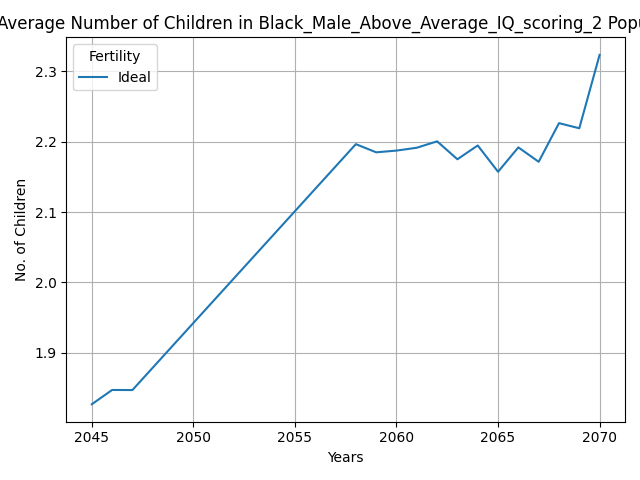 Average Number of Children in Black_Male_Above_Average_IQ_scoring_2 Popu
Fertility
Ideal
2.3
2.2
2.1
2.0
1.9
No. of Children
2045 2050 2055 2060 2065 2070
Years